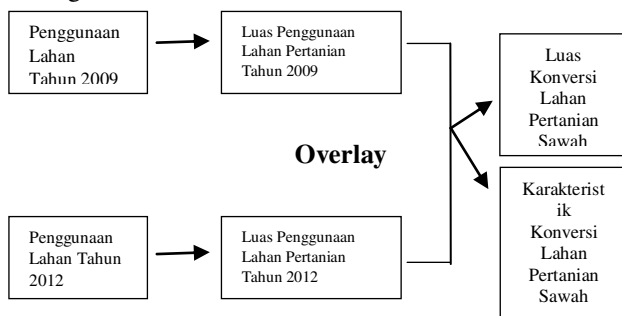 Penggunaan
Lahan
Tahun 2009
Luas Penggunaan
Lahan Pertanian
Tahun 2009
Luas
Konversi
Lahan
Pertanian
Sawah
Overlay
Penggunaan
Lahan Tahun
2012
Luas Penggunaan
Lahan Pertanian
Tahun 2012
Karakterist
ik
Konversi
Lahan
Pertanian
Sawah